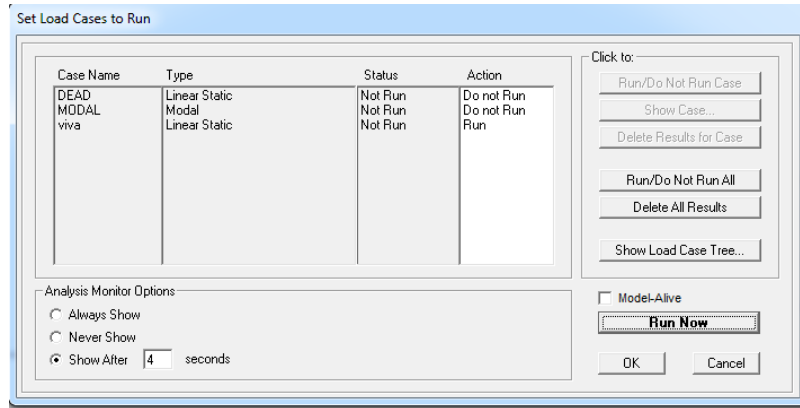 Set Load Cases to Run
Case Name Type Status Action
DEAD Linear Static Not Run Do not Run
MODAL Modal Not Run Do not Run
viva Linear Static Not Run Run
Click to:
Run/Do Not Run Case
Show Case...
Delete Results for Case
Run/Do Not Run All
Delete All Results
Show Load Case Tree...
Analysis Monitor Options
Always Show
Never Show
Show After 4 seconds
Model-Alive
Run Now
OK Cancel